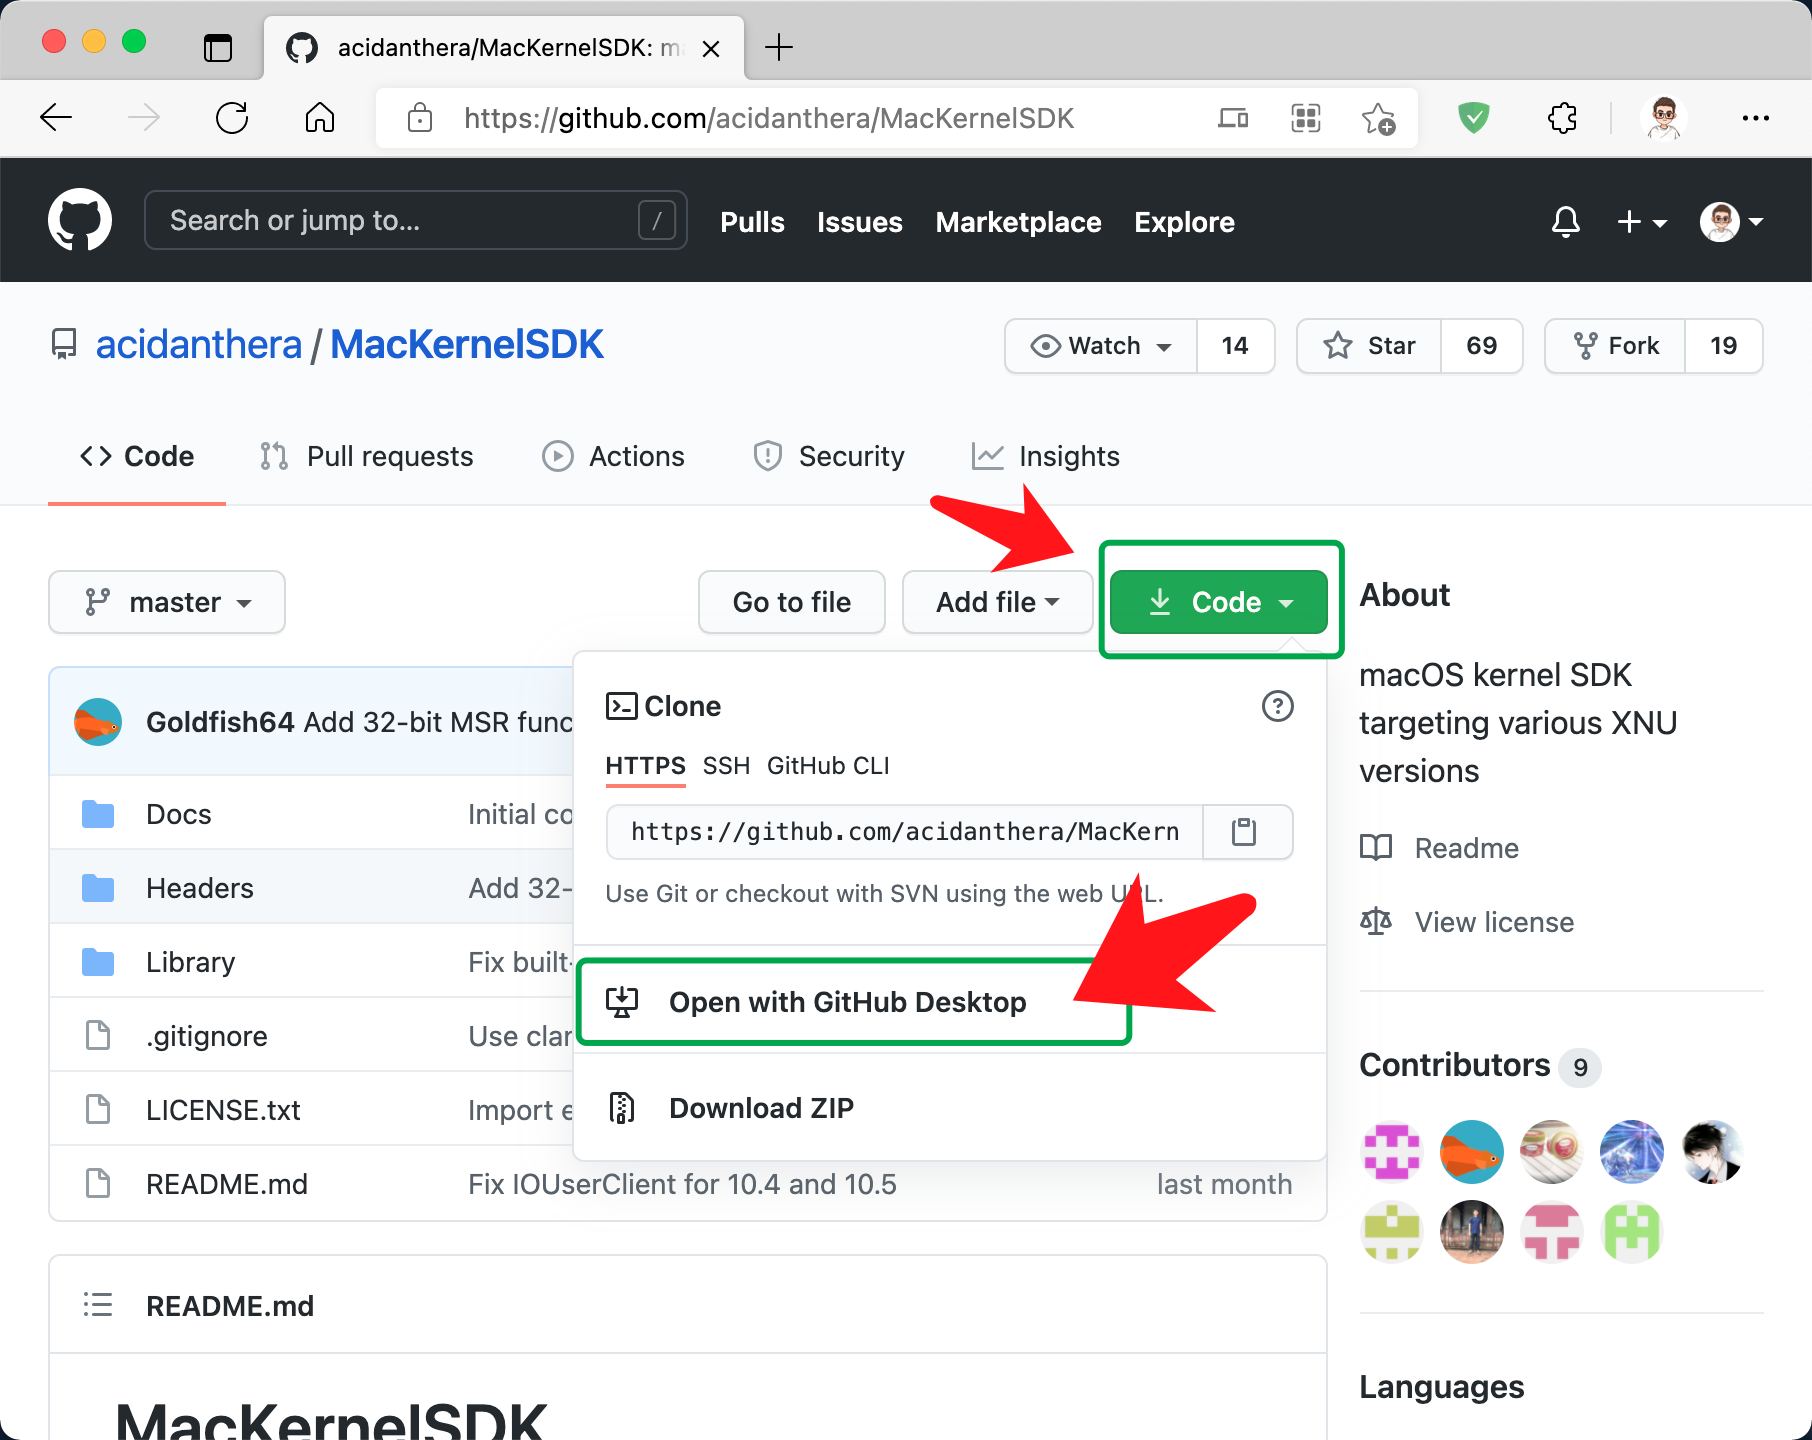 acidanthera/MacKernelSDK: ma
https://github.com/acidanthera/MacKernelSDK
Search or jump to... /
Pulls Issues Marketplace Explore
acidanthera / MacKernelSDK
Watch 14 Star 69 Fork 19
Code Pull requests Actions Security Insights
master Go to file Add file Code
Clone
HTTPS SSH GitHub CLI
https://github.com/acidanthera/MacKern
Use Git or checkout with SVN using the web URL.
Open with GitHub Desktop
Download ZIP
Goldfish64 Add 32-bit MSR func
Docs Initial co
Headers Add 32-
Library Fix built-
.gitignore Use clan
LICENSE.txt Import e
README.md Fix IOUserClient for 10.4 and 10.5 last month
README.md
MacKernelSDK
About
macOS kernel SDK
targeting various XNU
versions
Readme
View license
Contributors 9
Languages